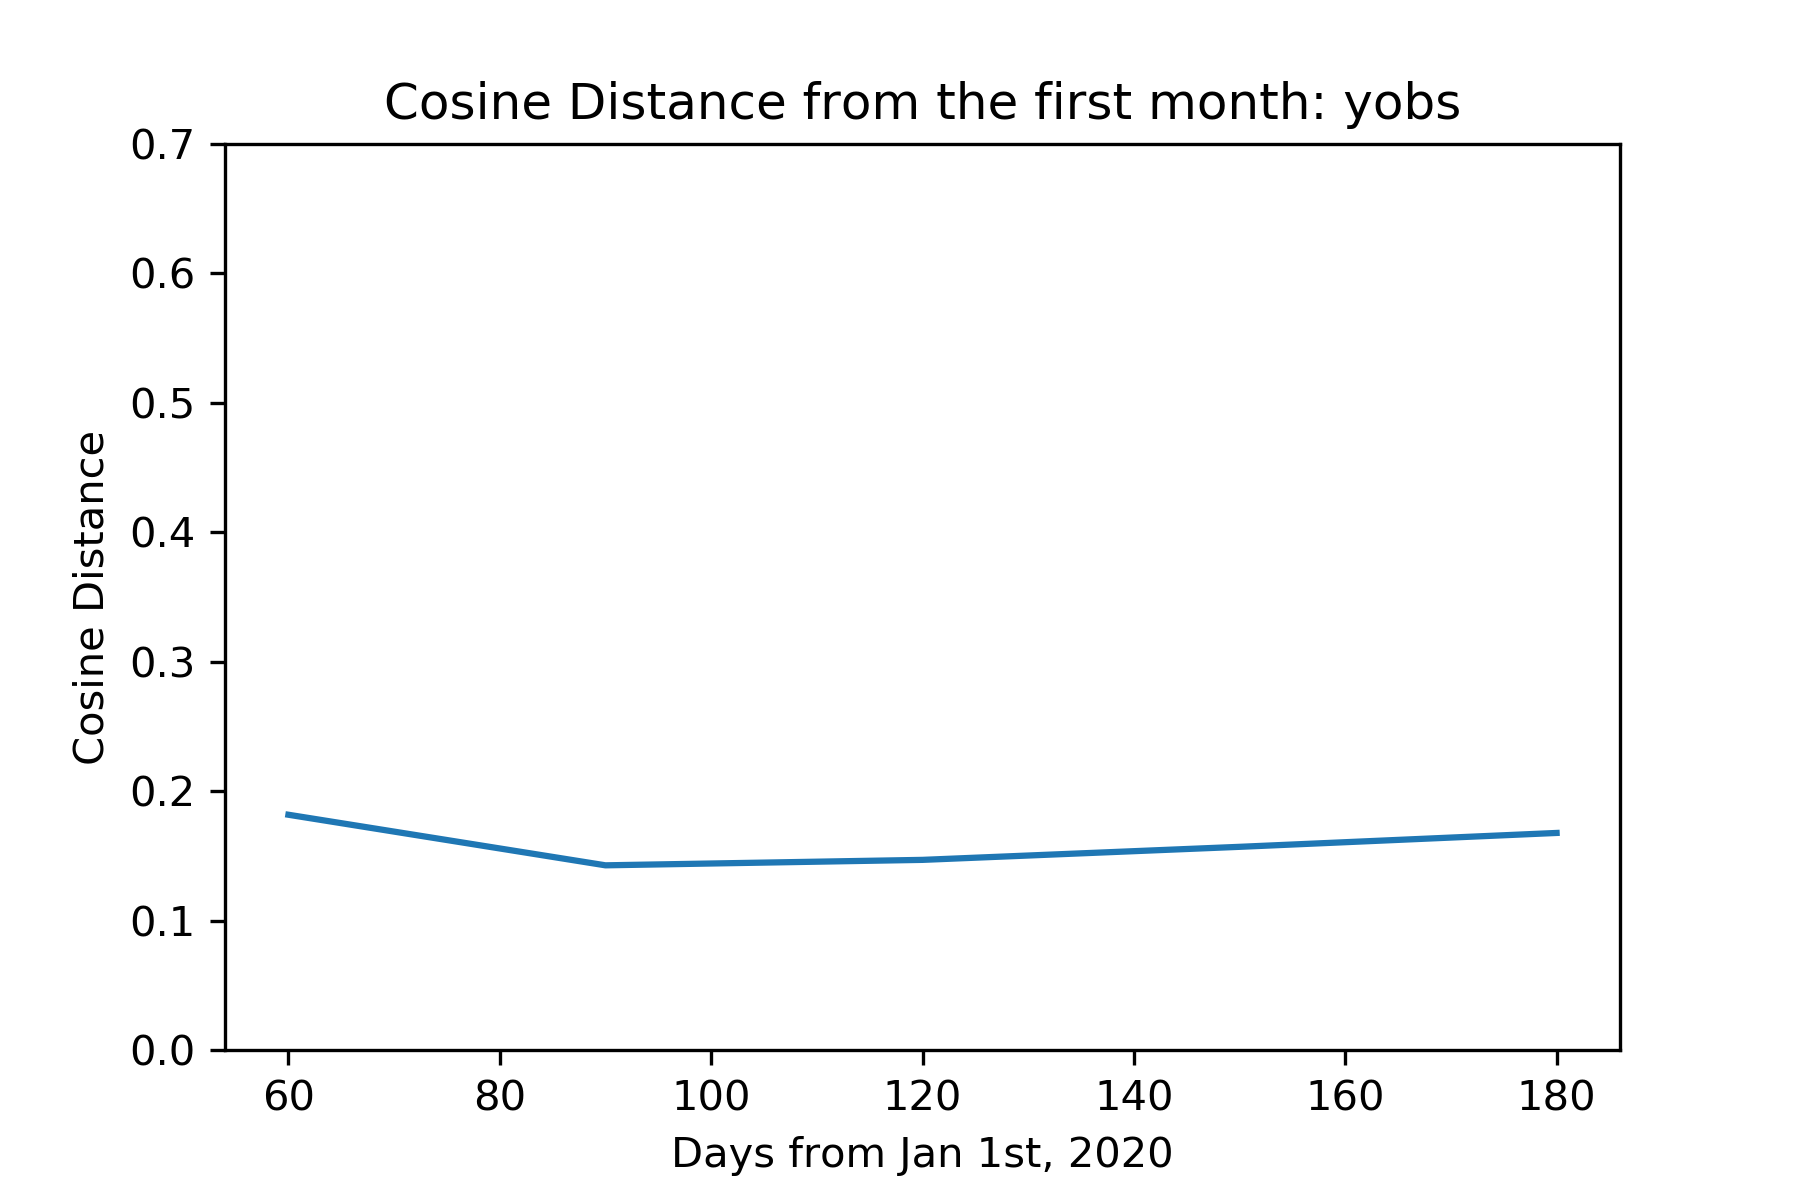 Cosine Distance from the first month: yobs
0.7
0.6
0.5
0.4
0.3
0.2
0.1
0.0
Cosine Distance
60 80 100 120 140 160 180
Days from Jan 1st, 2020